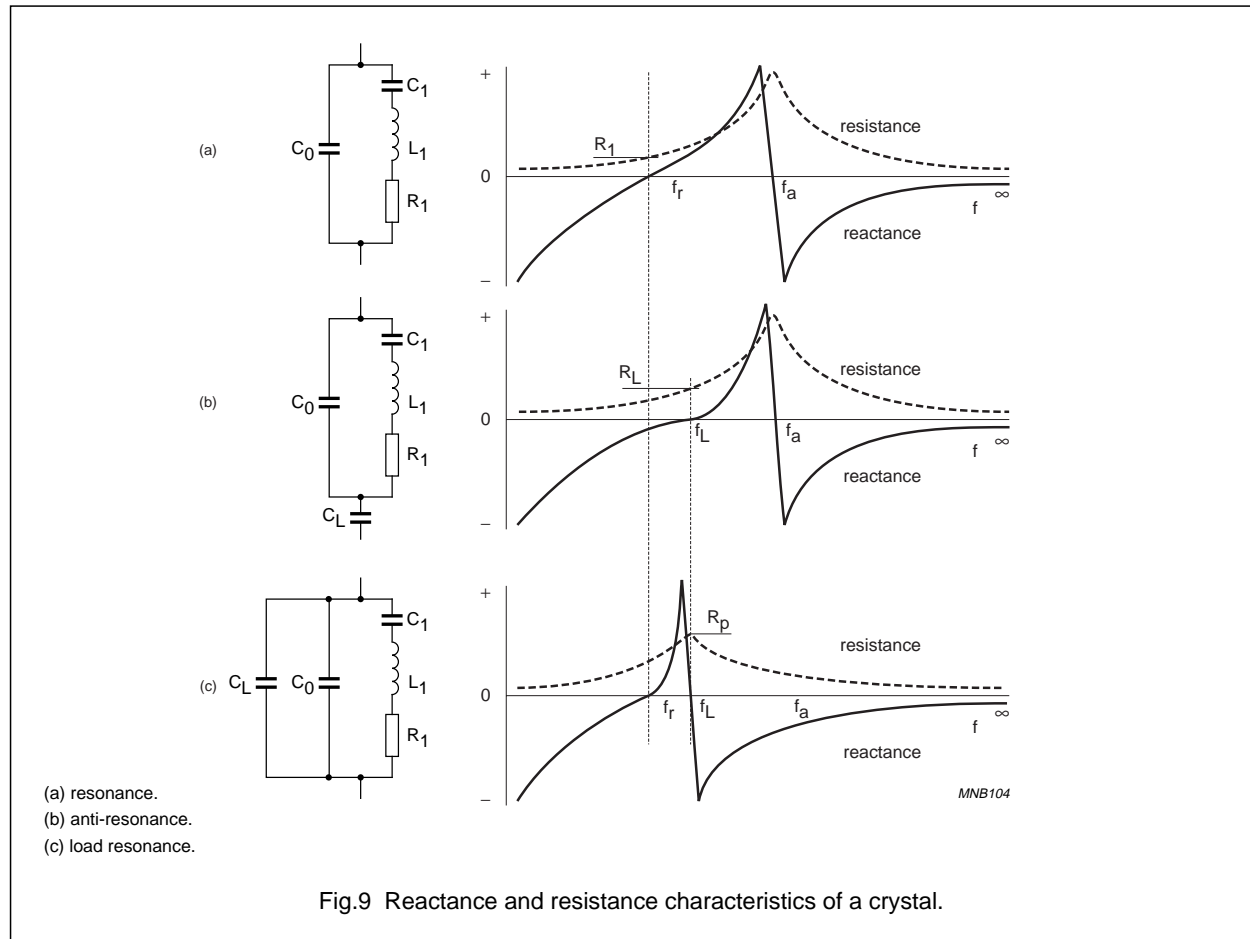 (a)
C0
C1
L1
R1
+
0
−
R1
fr
fa
resistance
f
∞
reactance
(b)
C0
C1
L1
R1
CL
+
0
−
RL
fL
fa
resistance
f
∞
reactance
(c)
CL
C0
C1
L1
R1
+
0
−
Rp
fr
fL
fa
resistance
f
∞
reactance
MNB104
(a) resonance.
(b) anti-resonance.
(c) load resonance.
Fig.9 Reactance and resistance characteristics of a crystal.